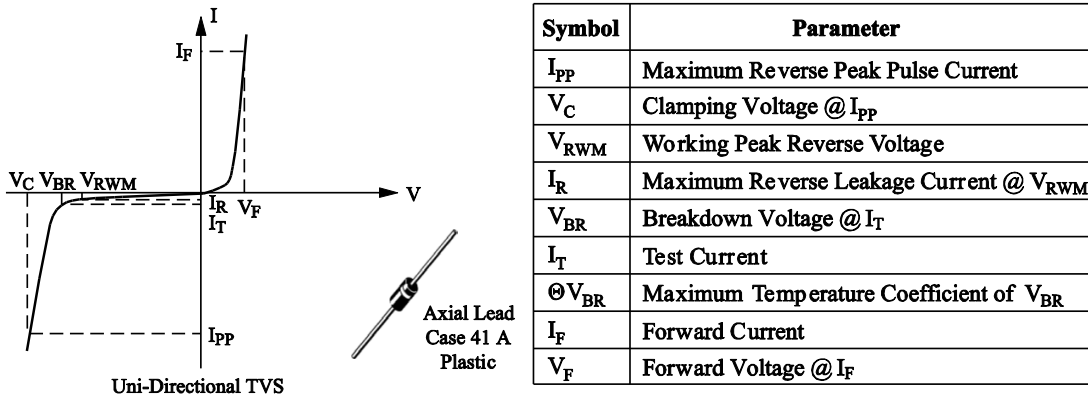 I
I_F
V_C V_BR V_RWM
V
I_R V_F
I_T
I_PP
Uni-Directional TVS
Axial Lead
Case 41 A
Plastic
Symbol Parameter
I_PP Maximum Reverse Peak Pulse Current
V_C Clamping Voltage @ I_PP
V_RWM Working Peak Reverse Voltage
I_R Maximum Reverse Leakage Current @ V_RWM
V_BR Breakdown Voltage @ I_T
I_T Test Current
ΘV_BR Maximum Temperature Coefficient of V_BR
I_F Forward Current
V_F Forward Voltage @ I_F